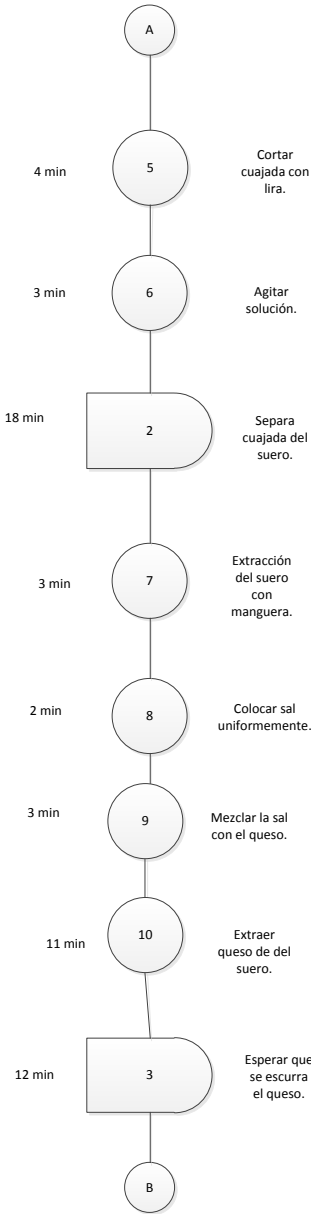 A
4 min
5
Cortar
cuajada con
lira.
3 min
6
Agitar
solución.
18 min
2
Separa
cuajada del
suero.
3 min
7
Extracción
del suero
con
manguera.
2 min
8
Colocar sal
uniformemente.
3 min
9
Mezclar la sal
con el queso.
11 min
10
Extraer
queso de del
suero.
12 min
3
Esperar que
se escurra
el queso.
B